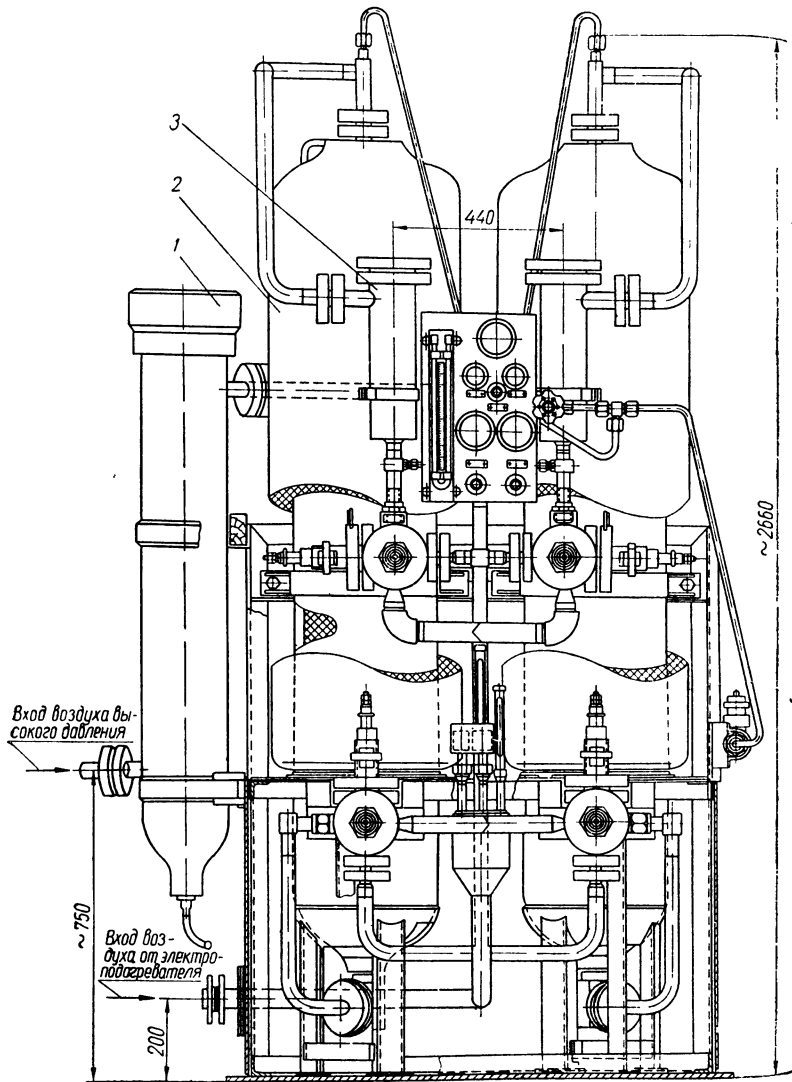 3
2
440
1
~2660
Вход воздуха вы-
сокого давления
~750
Вход воз-
духа от электро-
подогревателя
200